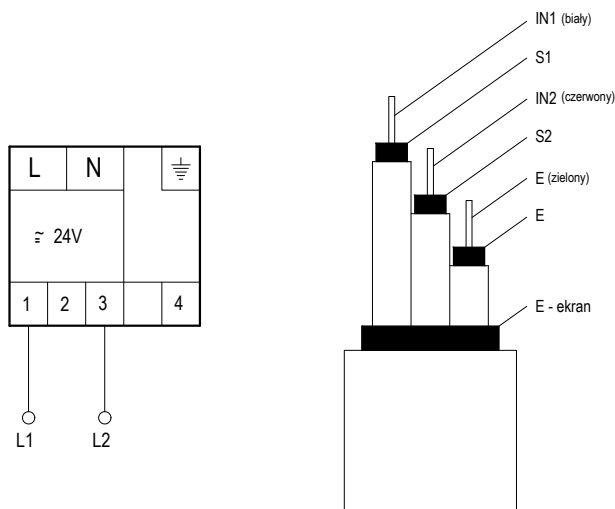 L N
≂ 24V
1 2 3 4
L1 L2
IN1 (biały)
S1
IN2 (czerwony)
S2
E (zielony)
E
E - ekran